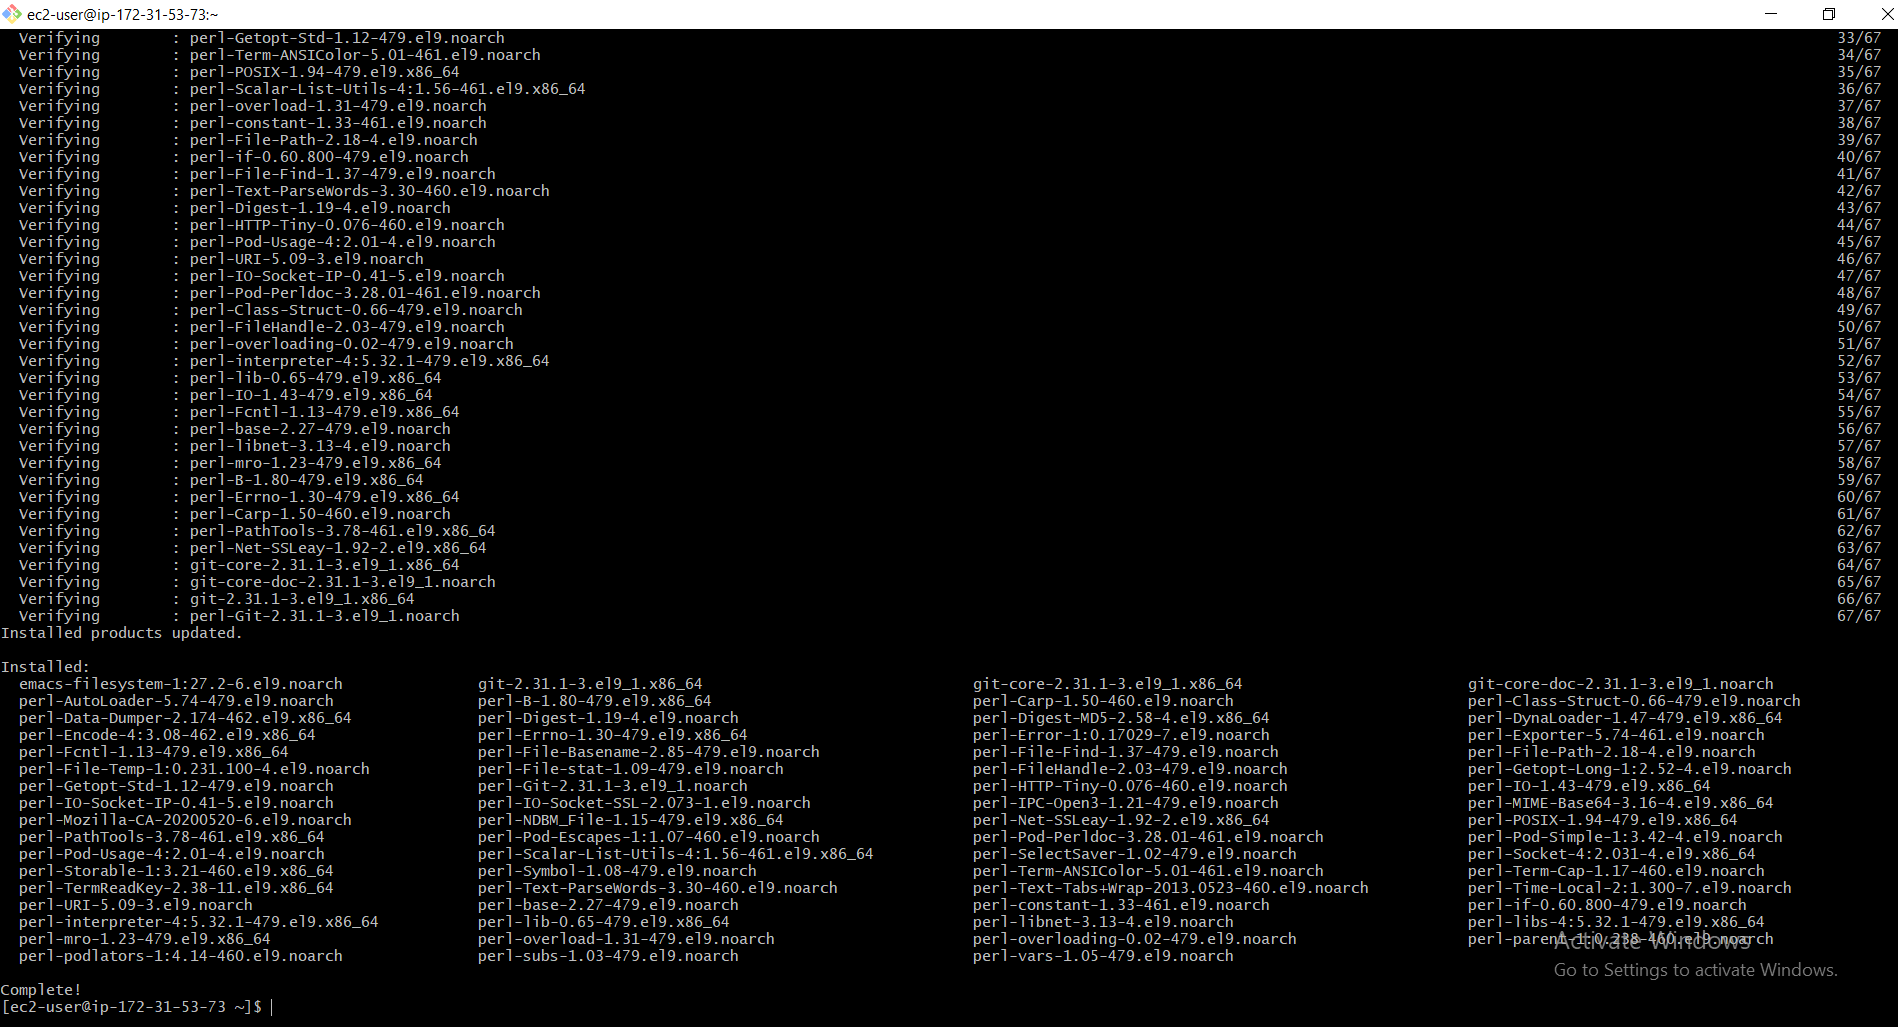 ec2-user@ip-172-31-53-73:~
Verifying : perl-Getopt-Std-1.12-479.el9.noarch 33/67
Verifying : perl-Term-ANSIColor-5.01-461.el9.noarch 34/67
Verifying : perl-POSIX-1.94-479.el9.x86_64 35/67
Verifying : perl-Scalar-List-Utils-4:1.56-461.el9.x86_64 36/67
Verifying : perl-overload-1.31-479.el9.noarch 37/67
Verifying : perl-constant-1.33-461.el9.noarch 38/67
Verifying : perl-File-Path-2.18-4.el9.noarch 39/67
Verifying : perl-if-0.60.800-479.el9.noarch 40/67
Verifying : perl-File-Find-1.37-479.el9.noarch 41/67
Verifying : perl-Text-ParseWords-3.30-460.el9.noarch 42/67
Verifying : perl-Digest-1.19-4.el9.noarch 43/67
Verifying : perl-HTTP-Tiny-0.076-460.el9.noarch 44/67
Verifying : perl-Pod-Usage-4:2.01-4.el9.noarch 45/67
Verifying : perl-URI-5.09-3.el9.noarch 46/67
Verifying : perl-IO-Socket-IP-0.41-5.el9.noarch 47/67
Verifying : perl-Pod-Perldoc-3.28.01-461.el9.noarch 48/67
Verifying : perl-Class-Struct-0.66-479.el9.noarch 49/67
Verifying : perl-FileHandle-2.03-479.el9.noarch 50/67
Verifying : perl-overloading-0.02-479.el9.noarch 51/67
Verifying : perl-interpreter-4:5.32.1-479.el9.x86_64 52/67
Verifying : perl-lib-0.65-479.el9.x86_64 53/67
Verifying : perl-IO-1.43-479.el9.x86_64 54/67
Verifying : perl-Fcntl-1.13-479.el9.x86_64 55/67
Verifying : perl-base-2.27-479.el9.noarch 56/67
Verifying : perl-libnet-3.13-4.el9.noarch 57/67
Verifying : perl-mro-1.23-479.el9.x86_64 58/67
Verifying : perl-B-1.80-479.el9.x86_64 59/67
Verifying : perl-Errno-1.30-479.el9.x86_64 60/67
Verifying : perl-Carp-1.50-460.el9.noarch 61/67
Verifying : perl-PathTools-3.78-461.el9.x86_64 62/67
Verifying : perl-Net-SSLeay-1.92-2.el9.x86_64 63/67
Verifying : git-core-2.31.1-3.el9_1.x86_64 64/67
Verifying : git-core-doc-2.31.1-3.el9_1.noarch 65/67
Verifying : git-2.31.1-3.el9_1.x86_64 66/67
Verifying : perl-Git-2.31.1-3.el9_1.noarch 67/67
Installed products updated.
Installed:
emacs-filesystem-1:27.2-6.el9.noarch git-2.31.1-3.el9_1.x86_64 git-core-2.31.1-3.el9_1.x86_64 git-core-doc-2.31.1-3.el9_1.noarch
perl-AutoLoader-5.74-479.el9.noarch perl-B-1.80-479.el9.x86_64 perl-Carp-1.50-460.el9.noarch perl-Class-Struct-0.66-479.el9.noarch
perl-Data-Dumper-2.174-462.el9.x86_64 perl-Digest-1.19-4.el9.noarch perl-Digest-MD5-2.58-4.el9.x86_64 perl-DynaLoader-1.47-479.el9.x86_64
perl-Encode-4:3.08-462.el9.x86_64 perl-Errno-1.30-479.el9.x86_64 perl-Error-1:0.17029-7.el9.noarch perl-Exporter-5.74-461.el9.noarch
perl-Fcntl-1.13-479.el9.x86_64 perl-File-Basename-2.85-479.el9.noarch perl-File-Find-1.37-479.el9.noarch perl-File-Path-2.18-4.el9.noarch
perl-File-Temp-1:0.231.100-4.el9.noarch perl-File-stat-1.09-479.el9.noarch perl-FileHandle-2.03-479.el9.noarch perl-Getopt-Long-1:2.52-4.el9.noarch
perl-Getopt-Std-1.12-479.el9.noarch perl-Git-2.31.1-3.el9_1.noarch perl-HTTP-Tiny-0.076-460.el9.noarch perl-IO-1.43-479.el9.x86_64
perl-IO-Socket-IP-0.41-5.el9.noarch perl-IO-Socket-SSL-2.073-1.el9.noarch perl-IPC-Open3-1.21-479.el9.noarch perl-MIME-Base64-3.16-4.el9.x86_64
perl-Mozilla-CA-20200520-6.el9.noarch perl-NDBM_File-1.15-479.el9.x86_64 perl-Net-SSLeay-1.92-2.el9.x86_64 perl-POSIX-1.94-479.el9.x86_64
perl-PathTools-3.78-461.el9.x86_64 perl-Pod-Escapes-1:1.07-460.el9.noarch perl-Pod-Perldoc-3.28.01-461.el9.noarch perl-Pod-Simple-1:3.42-4.el9.noarch
perl-Pod-Usage-4:2.01-4.el9.noarch perl-Scalar-List-Utils-4:1.56-461.el9.x86_64 perl-SelectSaver-1.02-479.el9.noarch perl-Socket-4:2.031-4.el9.x86_64
perl-Storable-1:3.21-460.el9.x86_64 perl-Symbol-1.08-479.el9.noarch perl-Term-ANSIColor-5.01-461.el9.noarch perl-Term-Cap-1.17-460.el9.noarch
perl-TermReadKey-2.38-11.el9.x86_64 perl-Text-ParseWords-3.30-460.el9.noarch perl-Text-Tabs+Wrap-2013.0523-460.el9.noarch perl-Time-Local-2:1.300-7.el9.noarch
perl-URI-5.09-3.el9.noarch perl-base-2.27-479.el9.noarch perl-constant-1.33-461.el9.noarch perl-if-0.60.800-479.el9.noarch
perl-interpreter-4:5.32.1-479.el9.x86_64 perl-lib-0.65-479.el9.x86_64 perl-libnet-3.13-4.el9.noarch perl-libs-4:5.32.1-479.el9.x86_64
perl-mro-1.23-479.el9.x86_64 perl-overload-1.31-479.el9.noarch perl-overloading-0.02-479.el9.noarch perl-parent-1:0.238-460.el9.noarch
perl-podlators-1:4.14-460.el9.noarch perl-subs-1.03-479.el9.noarch perl-vars-1.05-479.el9.noarch
Activate Windows
Go to Settings to activate Windows.
Complete!
[ec2-user@ip-172-31-53-73 ~]$